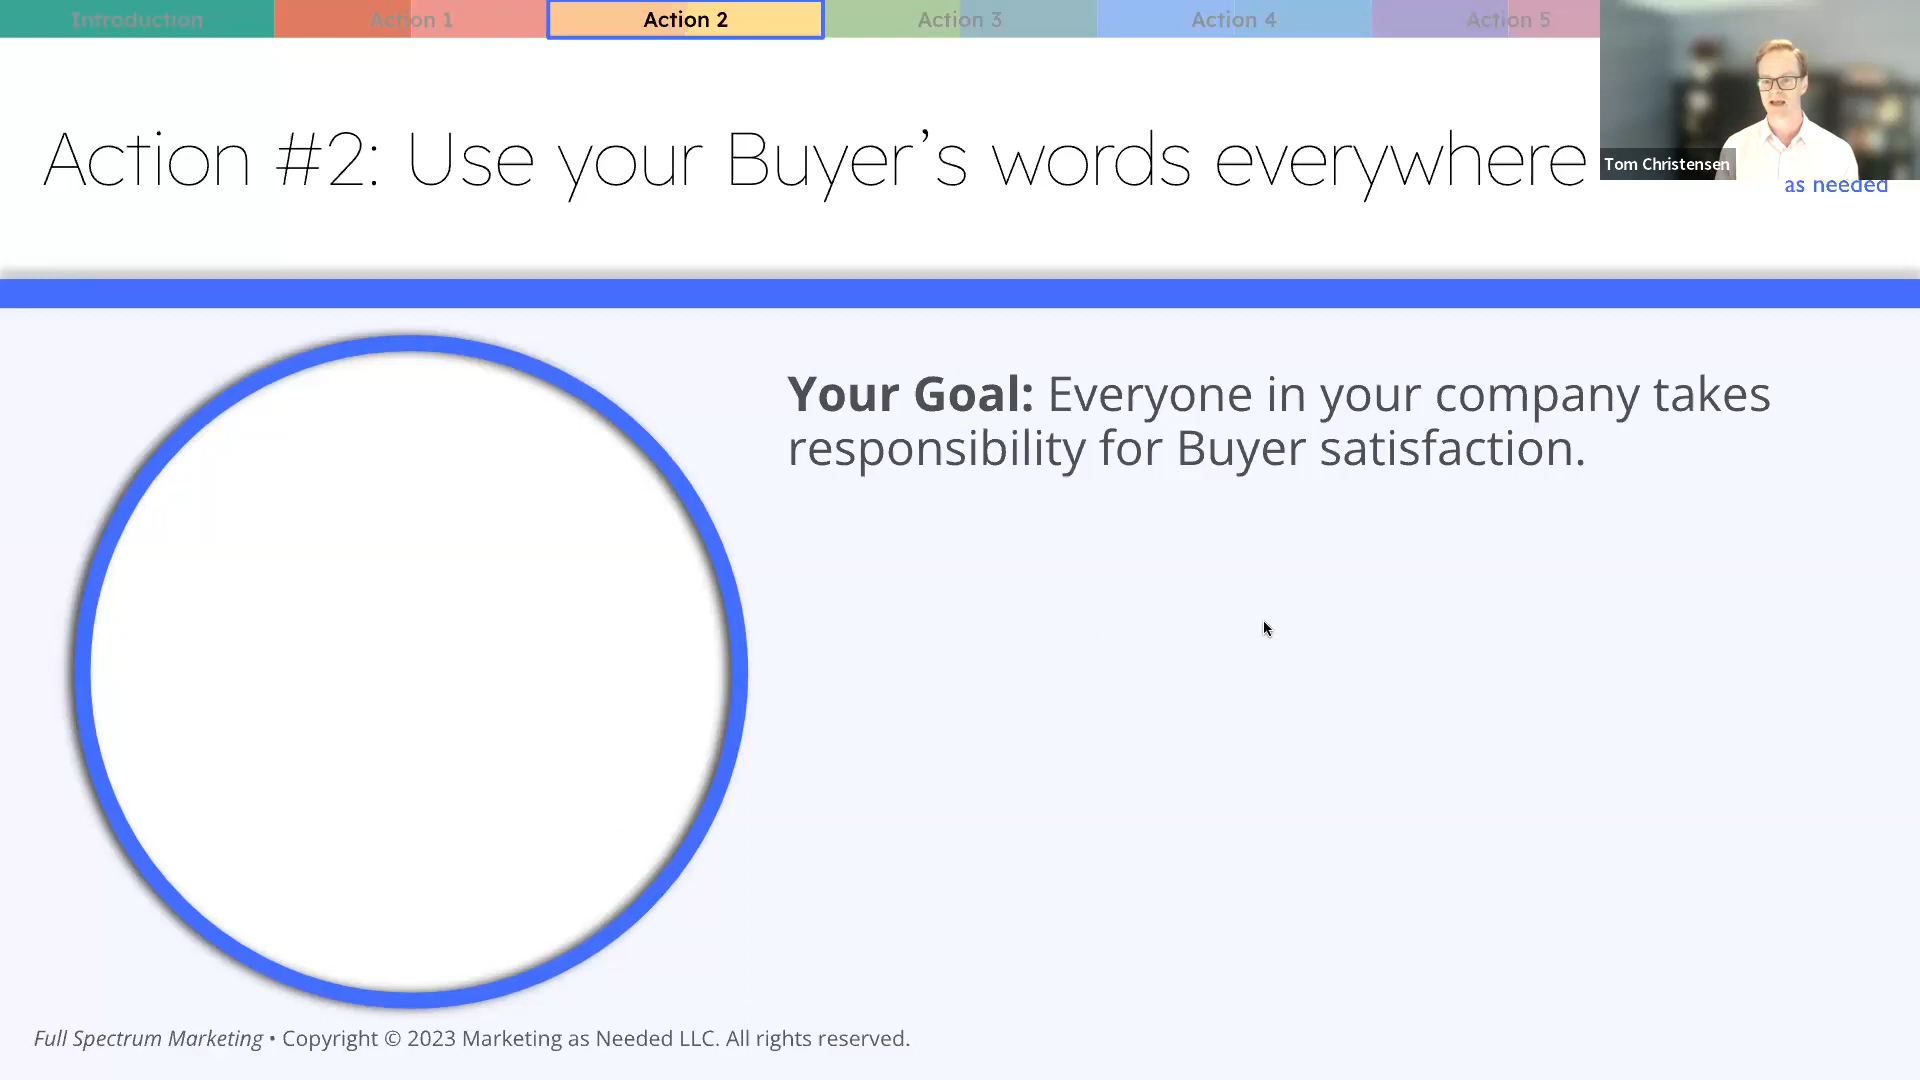 Introduction
Action 1
Action 2
Action 3
Action 4
Action 5
Action #2: Use your Buyer’s words everywhere
Tom Christensen
as needed
Your Goal: Everyone in your company takes
responsibility for Buyer satisfaction.
Full Spectrum Marketing • Copyright © 2023 Marketing as Needed LLC. All rights reserved.